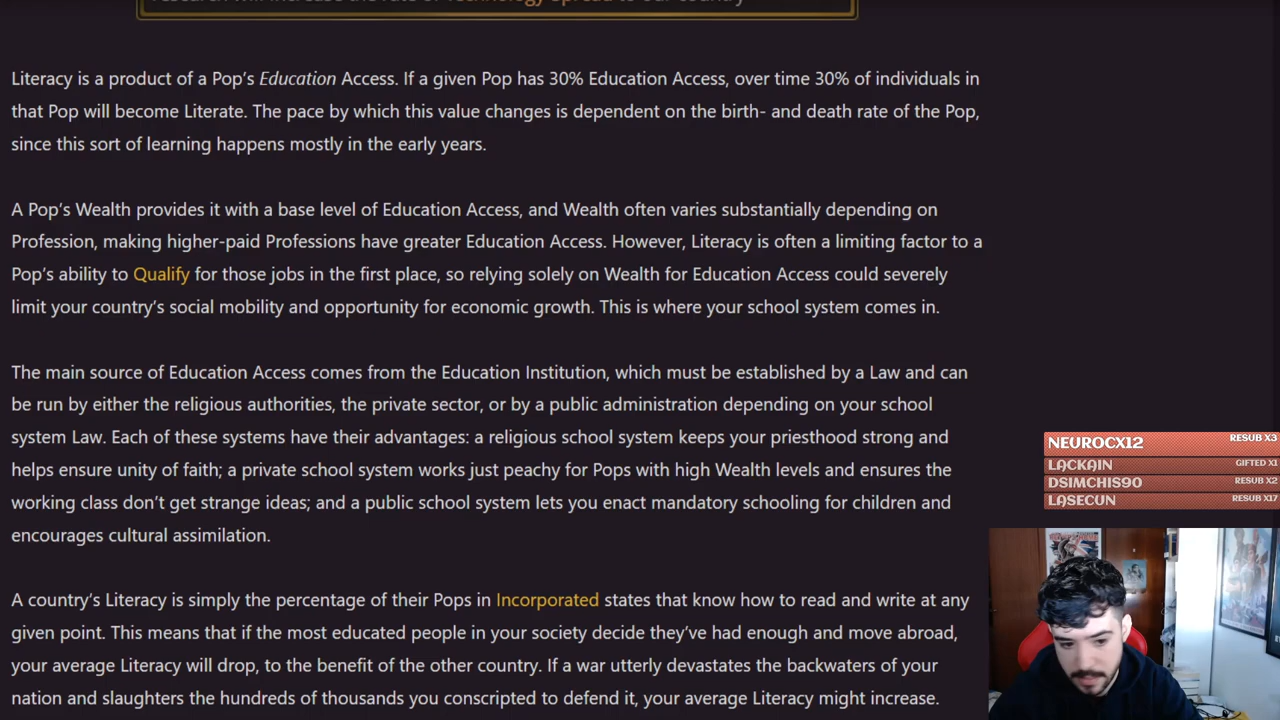 research will increase the rate of Technology Spread to our country
Literacy is a product of a Pop's Education Access. If a given Pop has 30% Education Access, over time 30% of individuals in
that Pop will become Literate. The pace by which this value changes is dependent on the birth- and death rate of the Pop,
since this sort of learning happens mostly in the early years.
A Pop's Wealth provides it with a base level of Education Access, and Wealth often varies substantially depending on
Profession, making higher-paid Professions have greater Education Access. However, Literacy is often a limiting factor to a
Pop's ability to Qualify for those jobs in the first place, so relying solely on Wealth for Education Access could severely
limit your country's social mobility and opportunity for economic growth. This is where your school system comes in.
The main source of Education Access comes from the Education Institution, which must be established by a Law and can
be run by either the religious authorities, the private sector, or by a public administration depending on your school
system Law. Each of these systems have their advantages: a religious school system keeps your priesthood strong and
helps ensure unity of faith; a private school system works just peachy for Pops with high Wealth levels and ensures the
working class don't get strange ideas; and a public school system lets you enact mandatory schooling for children and
encourages cultural assimilation.
A country's Literacy is simply the percentage of their Pops in Incorporated states that know how to read and write at any
given point. This means that if the most educated people in your society decide they've had enough and move abroad,
your average Literacy will drop, to the benefit of the other country. If a war utterly devastates the backwaters of your
nation and slaughters the hundreds of thousands you conscripted to defend it, your average Literacy might increase.
NEUROCX12 RESUB X3
LACKAIN GIFTED X1
DSIMCHIS90 RESUB X2
LASECUN RESUB X17